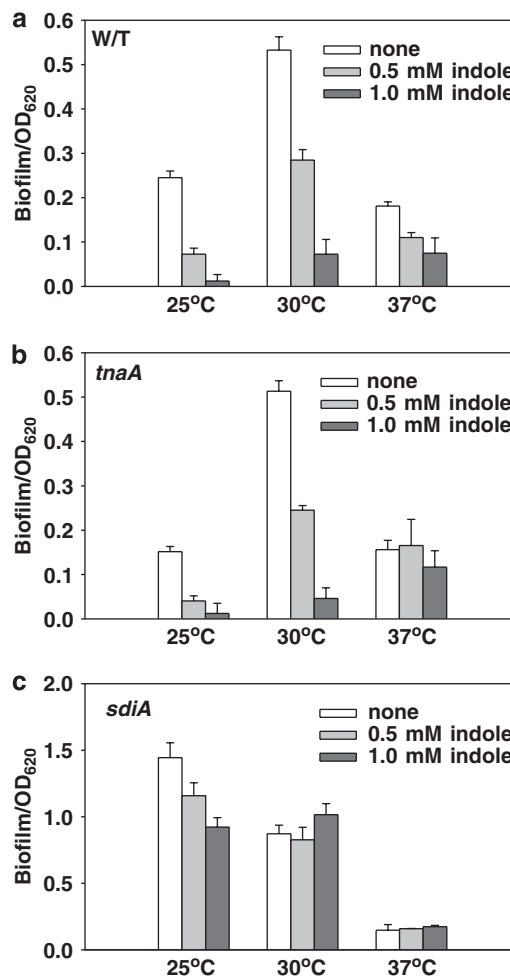 a
W/T
none
0.5 mM indole
1.0 mM indole
Biofilm/OD620
0.6
0.5
0.4
0.3
0.2
0.1
0.0
25°C 30°C 37°C
b
tnaA
none
0.5 mM indole
1.0 mM indole
Biofilm/OD620
0.6
0.5
0.4
0.3
0.2
0.1
0.0
25°C 30°C 37°C
c
sdiA
none
0.5 mM indole
1.0 mM indole
Biofilm/OD620
2.0
1.5
1.0
0.5
0.0
25°C 30°C 37°C